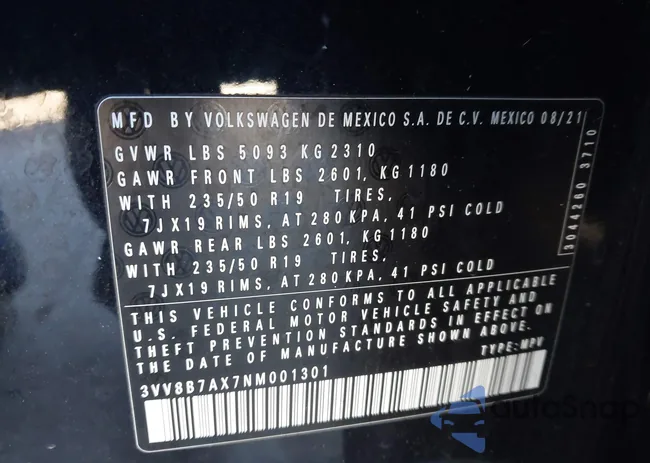 MFD BY VOLKSWAGEN DE MEXICO S.A. DE C.V. MEXICO 08/21
GVWR LBS 5093 KG 2310
GAWR FRONT LBS 2601, KG 1180
WITH 235/50 R19 TIRES,
7JX19 RIMS, AT 280 KPA, 41 PSI COLD
GAWR REAR LBS 2601, KG 1180
WITH 235/50 R19 TIRES,
7JX19 RIMS, AT 280 KPA, 41 PSI COLD
3044260 3710
THIS VEHICLE CONFORMS TO ALL APPLICABLE
U.S. FEDERAL MOTOR VEHICLE SAFETY AND
THEFT PREVENTION STANDARDS IN EFFECT ON
THE DATE OF MANUFACTURE SHOWN ABOVE.
TYPE: MPV
3VV8B7AX7NM001301
AutoSnap